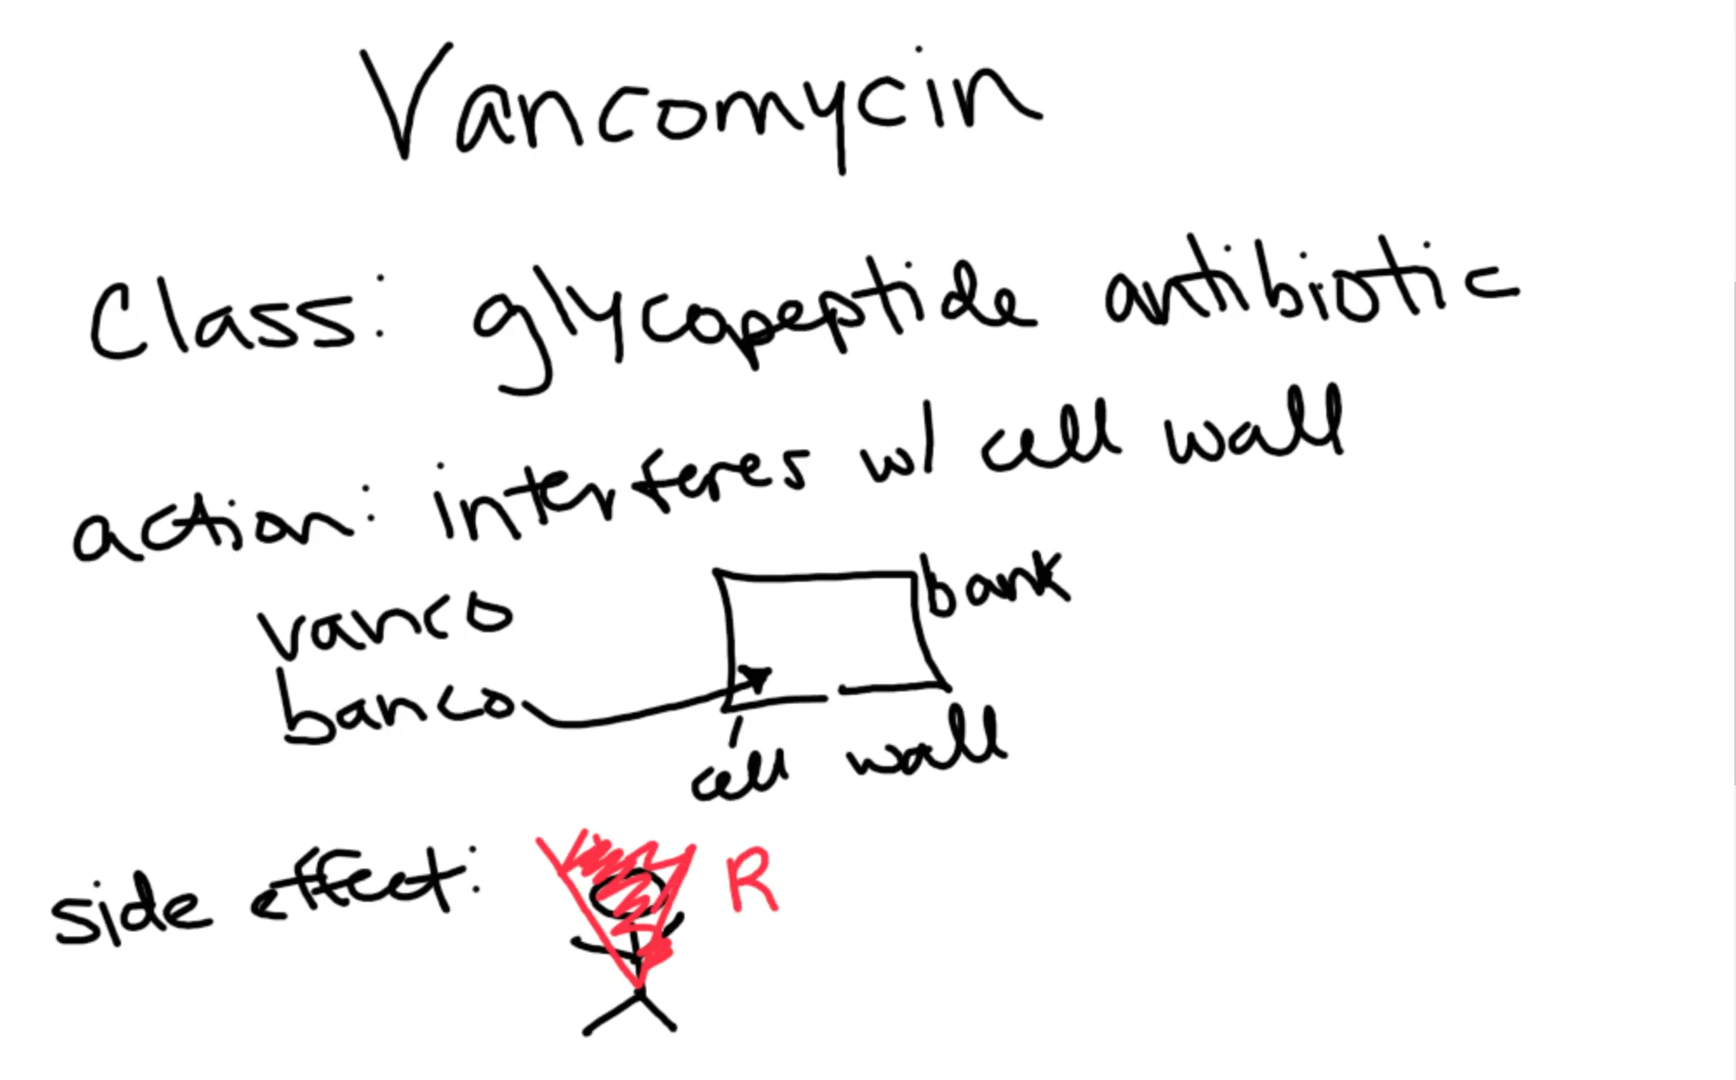 Vancomycin
Class: glycopeptide antibiotic
action: interferes w/ cell wall
vanco
bank
banco
cell wall
side effect:
R